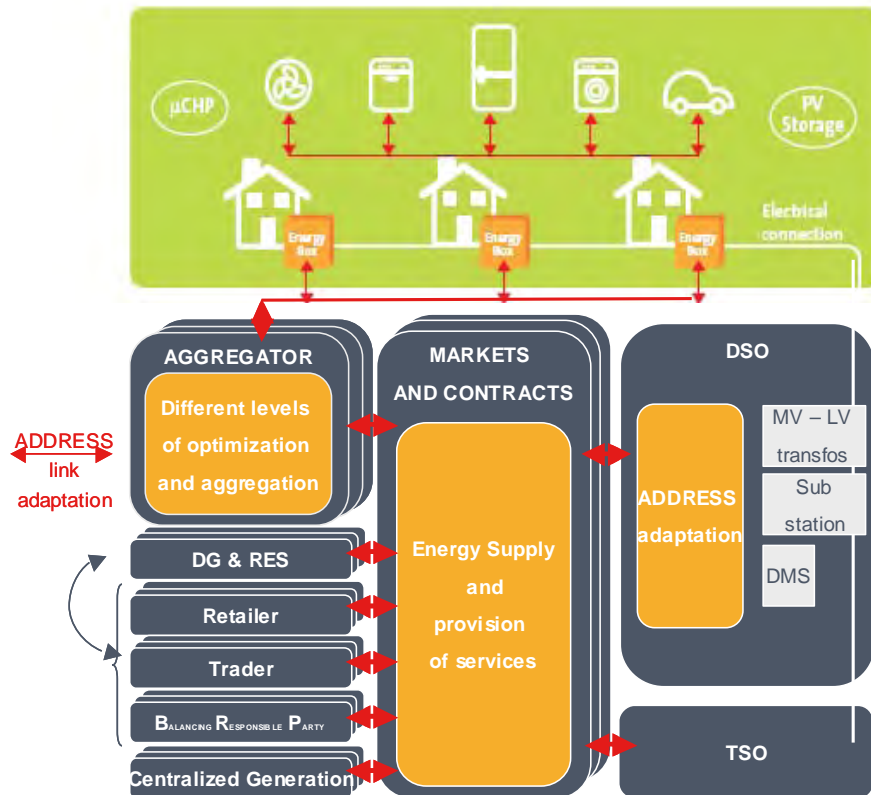 μCHP
PV
Storage
Energy
Box
Energy
Box
Energy
Box
Electrical
connection
AGGREGATOR
Different levels
of optimization
and aggregation
MARKETS
AND CONTRACTS
Energy Supply
and
provision
of services
DSO
ADDRESS
adaptation
MV – LV
transfos
Sub
station
DMS
ADDRESS
link
adaptation
DG & RES
Retailer
Trader
BALANCING RESPONSIBLE PARTY
Centralized Generation
TSO